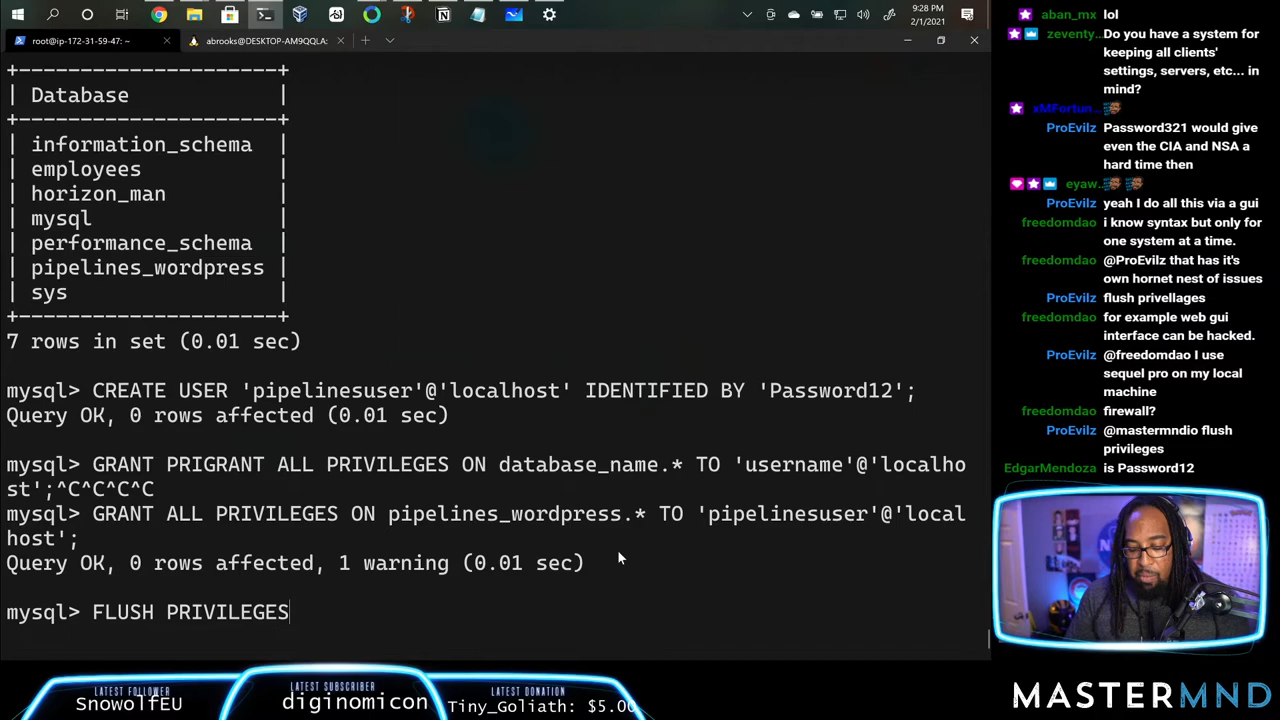 9:28 PM
2/1/2021
root@ip-172-31-59-47: ~
abrooks@DESKTOP-AM9QQLA:
+--------------------+
| Database |
+--------------------+
| information_schema |
| employees |
| horizon_man |
| mysql |
| performance_schema |
| pipelines_wordpress |
| sys |
+--------------------+
7 rows in set (0.01 sec)
mysql> CREATE USER 'pipelinesuser'@'localhost' IDENTIFIED BY 'Password12';
Query OK, 0 rows affected (0.01 sec)
mysql> GRANT PRIGRANT ALL PRIVILEGES ON database_name.* TO 'username'@'localho
st';^C^C^C^C
mysql> GRANT ALL PRIVILEGES ON pipelines_wordpress.* TO 'pipelinesuser'@'local
host';
Query OK, 0 rows affected, 1 warning (0.01 sec)
mysql> FLUSH PRIVILEGES
aban_mx lol
zeventy... Do you have a system for
keeping all clients'
settings, servers, etc... in
mind?
xMFortun...
ProEvilz Password321 would give
even the CIA and NSA a
hard time then
eyaw...
ProEvilz yeah I do all this via a gui
freedomdao i know syntax but only for
one system at a time.
freedomdao @ProEvilz that has it's
own hornet nest of issues
ProEvilz flush privellages
freedomdao for example web gui
interface can be hacked.
ProEvilz @freedomdao I use
sequel pro on my local
machine
freedomdao firewall?
ProEvilz @mastermndio flush
privileges
EdgarMendoza is Password12
LATEST FOLLOWER
SnowolfEU
LATEST SUBSCRIBER
diginomicon
LATEST DONATION
Tiny_Goliath: $5.00
MASTERMND